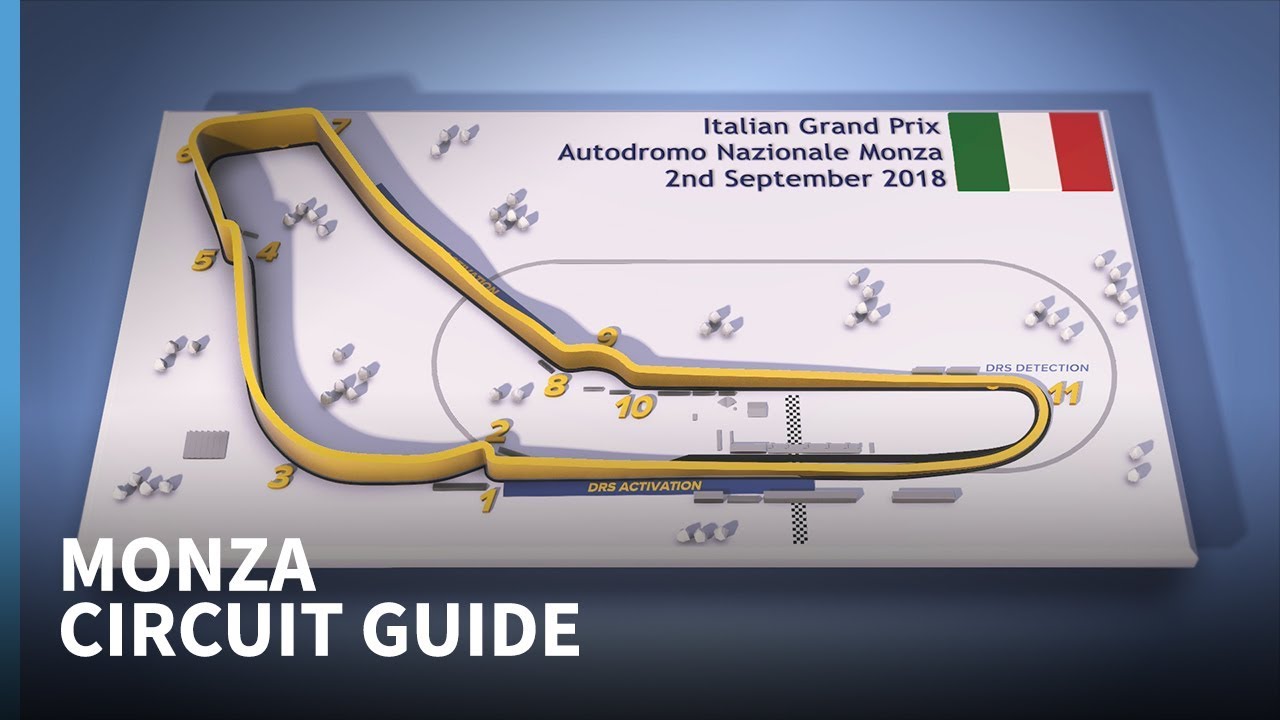 Italian Grand Prix
Autodromo Nazionale Monza
2nd September 2018
7
6
4
5
9
DRS DETECTION
8
11
10
2
3
DRS ACTIVATION
1
MONZA
CIRCUIT GUIDE